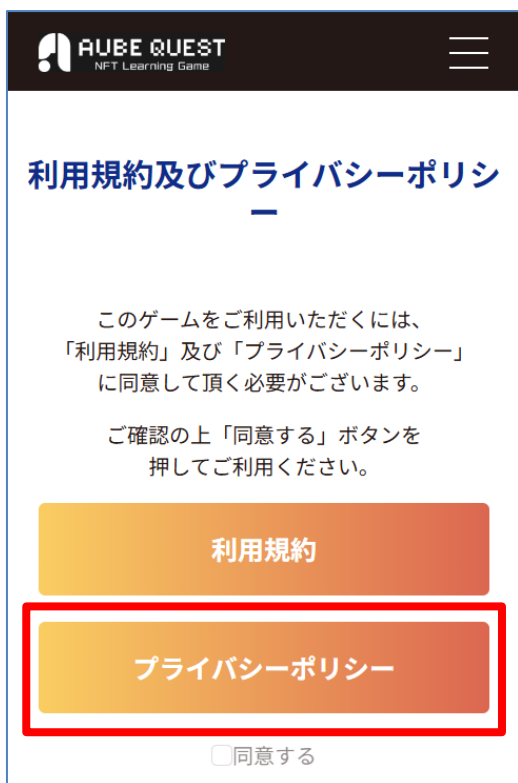 AUBE QUEST
NFT Learning Game
利用規約及びプライバシーポリシ
ー
このゲームをご利用いただくには、
「利用規約」及び「プライバシーポリシー」
に同意して頂く必要がございます。
ご確認の上「同意する」ボタンを
押してご利用ください。
利用規約
プライバシーポリシー
同意する